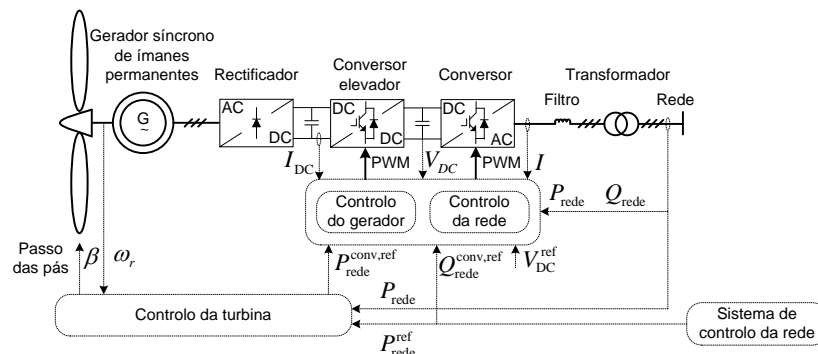 Gerador síncrono
de ímanes
permanentes
Rectificador
Conversor
elevador
Conversor
Transformador
Filtro
Rede
G
~
AC
DC
DC
DC
DC
AC
I_DC
PWM
V_DC
PWM
I
Controlo
do gerador
Controlo
da rede
P_rede
Q_rede
Passo
das pás
β
ω_r
P_rede^conv,ref
Q_rede^conv,ref
V_DC^ref
Controlo da turbina
P_rede
P_rede^ref
Sistema de
controlo da rede